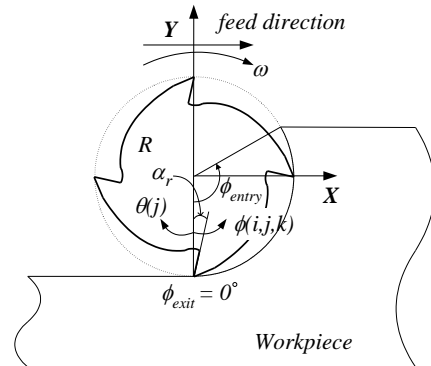 Y
feed direction
ω
R
α_r
X
ϕ_entry
θ(j)
ϕ(i,j,k)
ϕ_exit = 0°
Workpiece